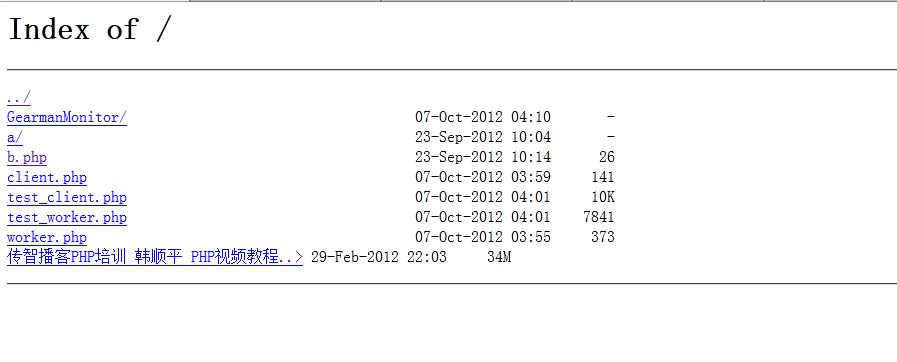 Index of /
../
GearmanMonitor/ 07-Oct-2012 04:10 -
a/ 23-Sep-2012 10:04 -
b.php 23-Sep-2012 10:14 26
client.php 07-Oct-2012 03:59 141
test_client.php 07-Oct-2012 04:01 10K
test_worker.php 07-Oct-2012 04:01 7841
worker.php 07-Oct-2012 03:55 373
传智播客PHP培训 韩顺平 PHP视频教程..> 29-Feb-2012 22:03 34M